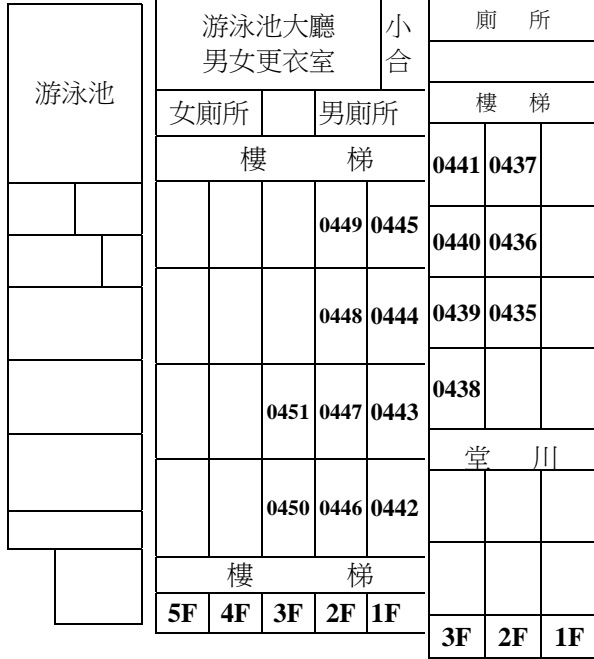 游泳池
游泳池大廳
男女更衣室
小
合
女廁所 男廁所
樓 梯
0449 0445
0448 0444
0451 0447 0443
0450 0446 0442
樓 梯
5F 4F 3F 2F 1F
廁 所
樓 梯
0441 0437
0440 0436
0439 0435
0438
堂 川
3F 2F 1F